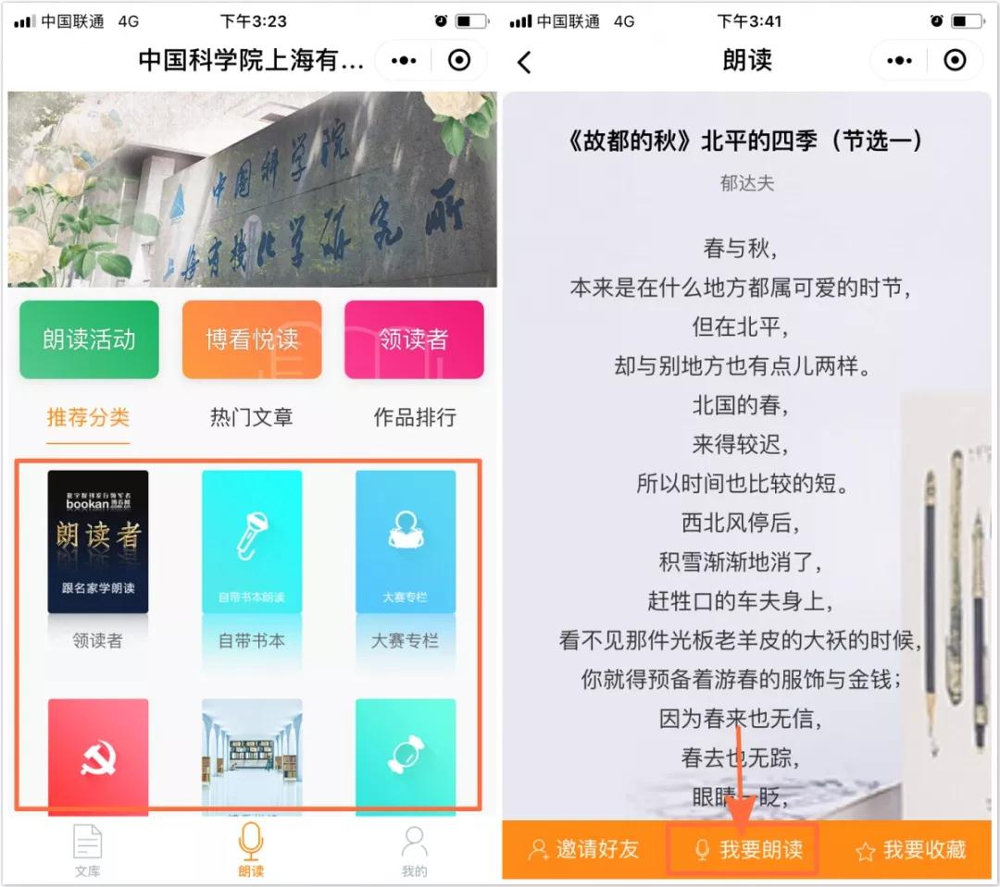 中国联通 4G 下午3:23
中国科学院上海有...
中国科学院
上海有机化学研究所
朗读活动
博看悦读
领读者
推荐分类
热门文章
作品排行
数字报刊发行领军者
bookan 博看网
朗读者
跟名家学朗读
领读者
自带书本朗读
自带书本
大赛专栏
大赛专栏
文库
朗读
我的
中国联通 4G 下午3:41
朗读
《故都的秋》北平的四季（节选一）
郁达夫
春与秋，
本来是在什么地方都属可爱的时节，
但在北平，
却与别地方也有点儿两样。
北国的春，
来得较迟，
所以时间也比较的短。
西北风停后，
积雪渐渐地消了，
赶牲口的车夫身上，
看不见那件光板老羊皮的大袄的时候，
你就得预备着游春的服饰与金钱；
因为春来也无信，
春去也无踪，
眼睛一眨，
邀请好友
我要朗读
我要收藏